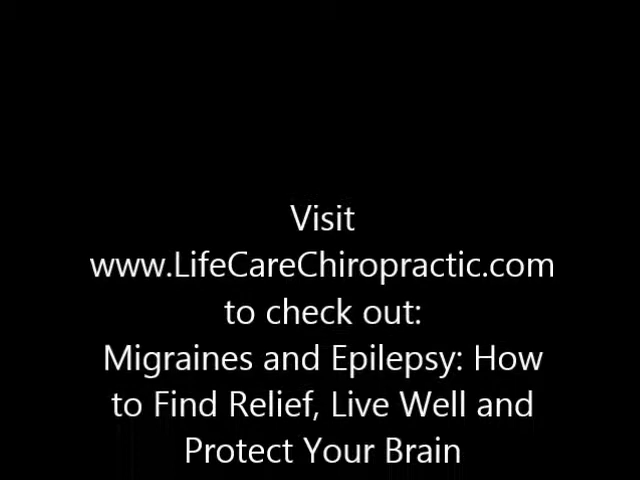 Visit
www.LifeCareChiropractic.com
to check out:
Migraines and Epilepsy: How
to Find Relief, Live Well and
Protect Your Brain